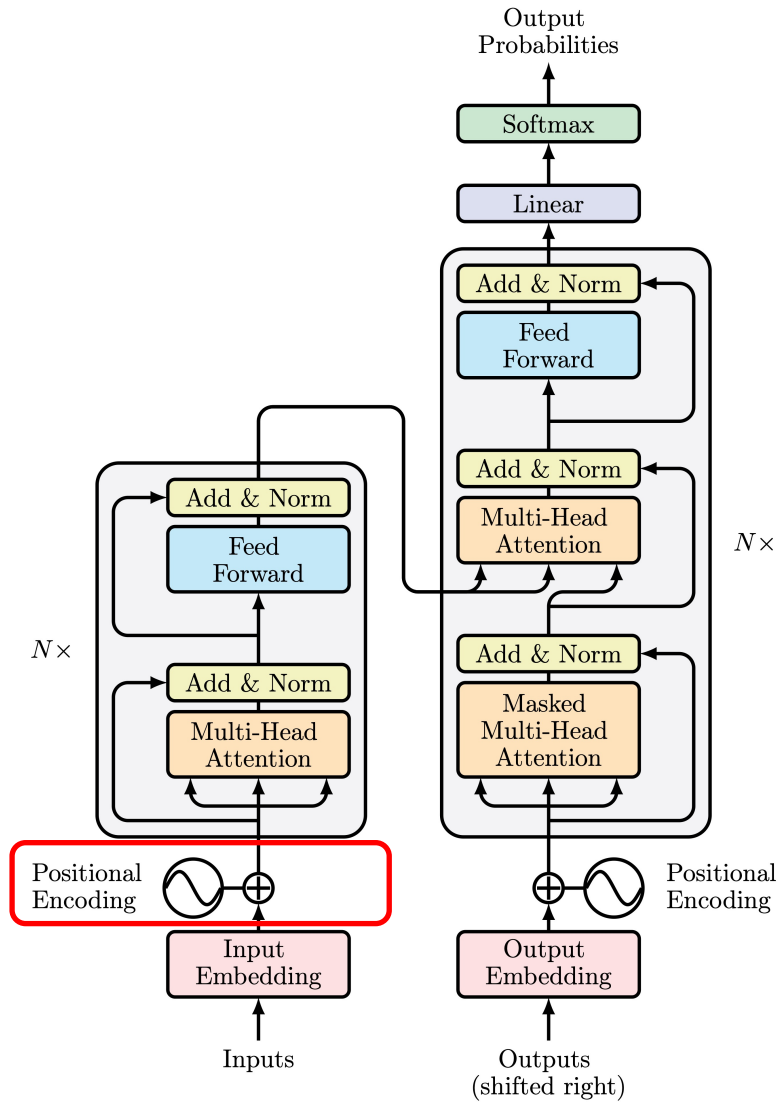 Output
Probabilities
Softmax
Linear
Add & Norm
Feed
Forward
Add & Norm
Multi-Head
Attention
N×
Add & Norm
Masked
Multi-Head
Attention
Add & Norm
Feed
Forward
N×
Add & Norm
Multi-Head
Attention
Positional
Encoding
Positional
Encoding
Input
Embedding
Output
Embedding
Inputs
Outputs
(shifted right)